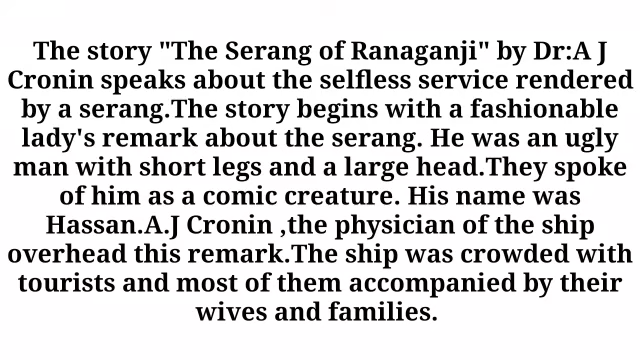 The story "The Serang of Ranaganji" by Dr:A J
Cronin speaks about the selfless service rendered
by a serang.The story begins with a fashionable
lady's remark about the serang. He was an ugly
man with short legs and a large head.They spoke
of him as a comic creature. His name was
Hassan.A.J Cronin ,the physician of the ship
overhead this remark.The ship was crowded with
tourists and most of them accompanied by their
wives and families.